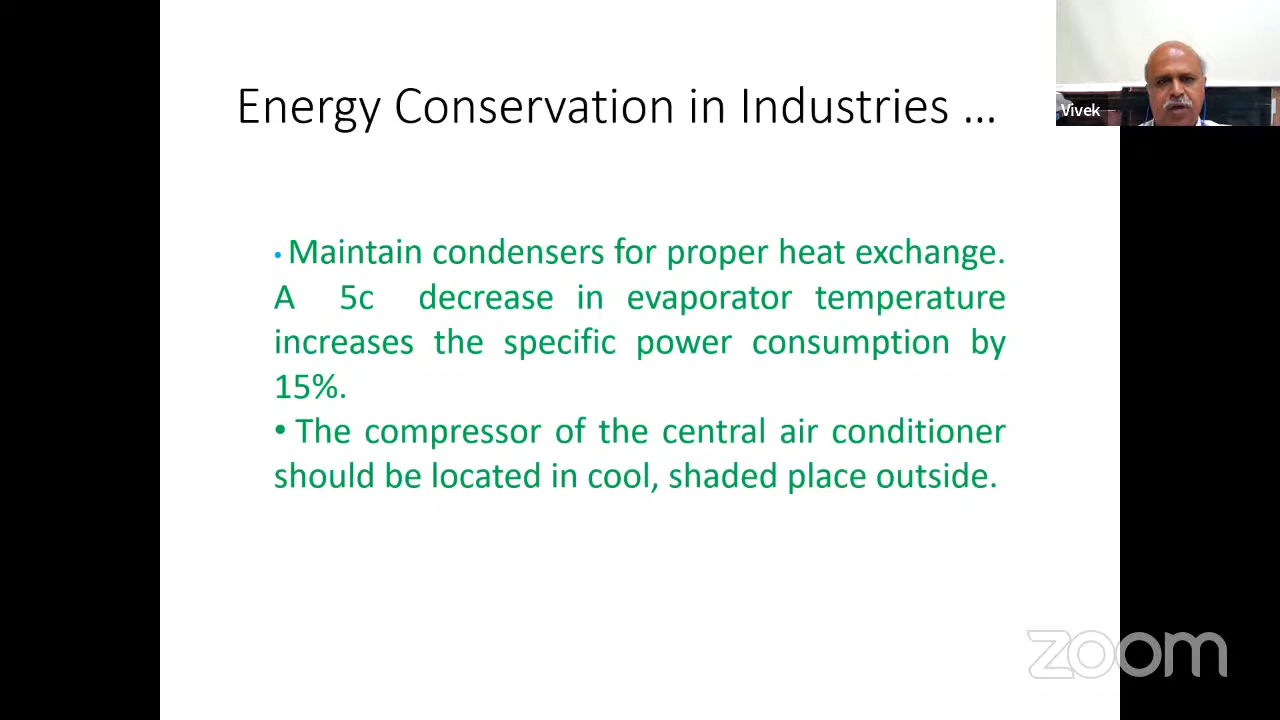 Energy Conservation in Industries ...
Vivek
• Maintain condensers for proper heat exchange.
A 5c decrease in evaporator temperature
increases the specific power consumption by
15%.
• The compressor of the central air conditioner
should be located in cool, shaded place outside.
zoom